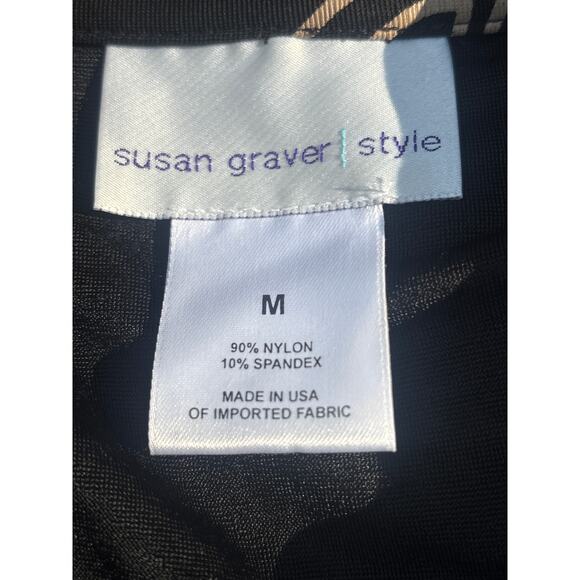 susan graver | style
M
90% NYLON
10% SPANDEX
MADE IN USA
OF IMPORTED FABRIC